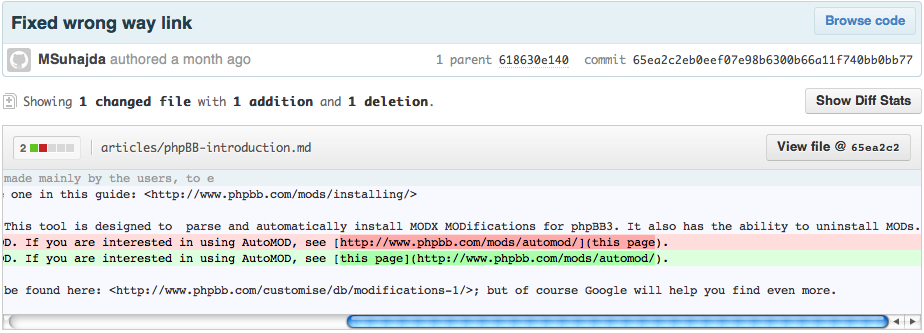 Fixed wrong way link
Browse code
MSuhajda authored a month ago
1 parent 618630e140 commit 65ea2c2eb0eef07e98b6300b66a11f740bb0bb77
Showing 1 changed file with 1 addition and 1 deletion.
Show Diff Stats
2 articles/phpBB-introduction.md
View file @ 65ea2c2
made mainly by the users, to e
one in this guide: <http://www.phpbb.com/mods/installing/>
This tool is designed to  parse and automatically install MODX MODifications for phpBB3. It also has the ability to uninstall MODs.
D. If you are interested in using AutoMOD, see [http://www.phpbb.com/mods/automod/](this page).
D. If you are interested in using AutoMOD, see [this page](http://www.phpbb.com/mods/automod/).
be found here: <http://www.phpbb.com/customise/db/modifications-1/>; but of course Google will help you find even more.